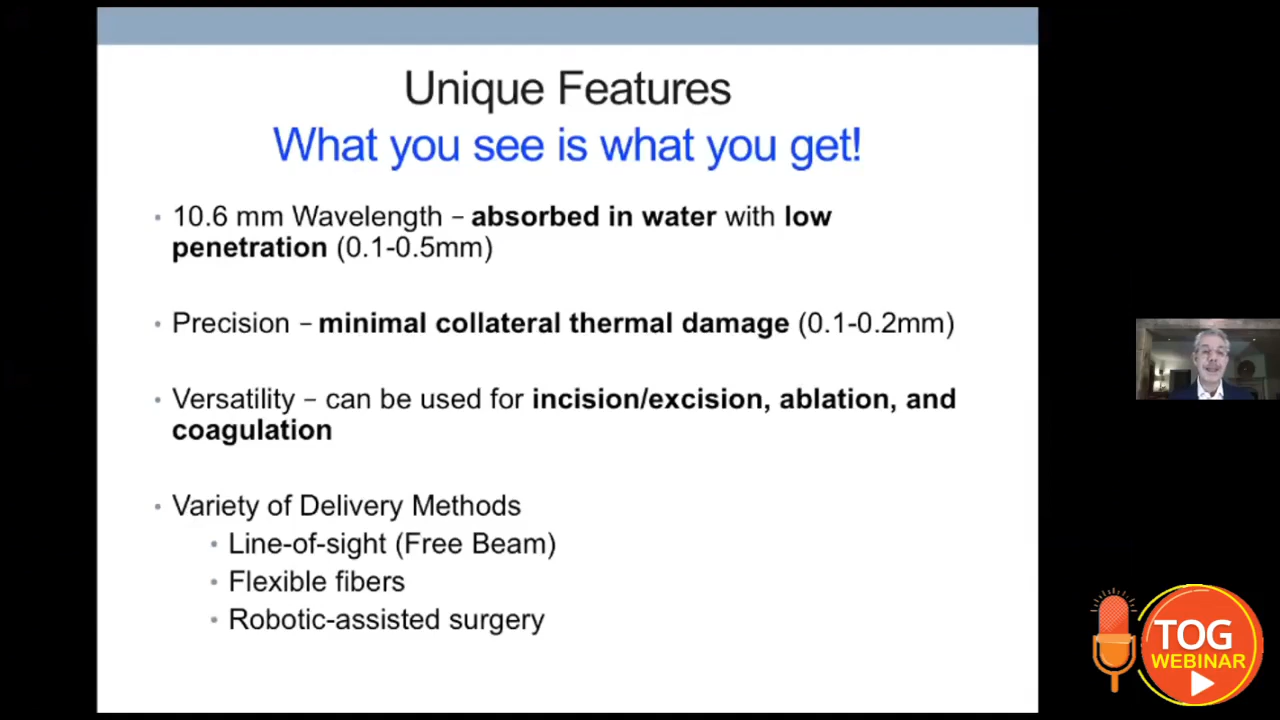 Unique Features
What you see is what you get!
• 10.6 mm Wavelength – absorbed in water with low
penetration (0.1-0.5mm)
• Precision – minimal collateral thermal damage (0.1-0.2mm)
• Versatility – can be used for incision/excision, ablation, and
coagulation
• Variety of Delivery Methods
• Line-of-sight (Free Beam)
• Flexible fibers
• Robotic-assisted surgery
TOG
WEBINAR